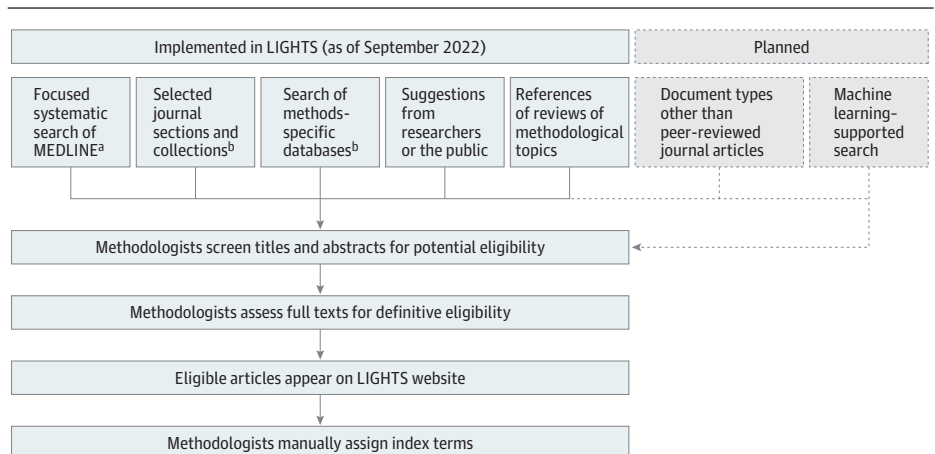 Implemented in LIGHTS (as of September 2022)
Planned
Focused
systematic
search of
MEDLINEa
Selected
journal
sections and
collectionsb
Search of
methods-
specific
databasesb
Suggestions
from
researchers
or the public
References
of reviews of
methodological
topics
Document types
other than
peer-reviewed
journal articles
Machine
learning-
supported
search
Methodologists screen titles and abstracts for potential eligibility
Methodologists assess full texts for definitive eligibility
Eligible articles appear on LIGHTS website
Methodologists manually assign index terms